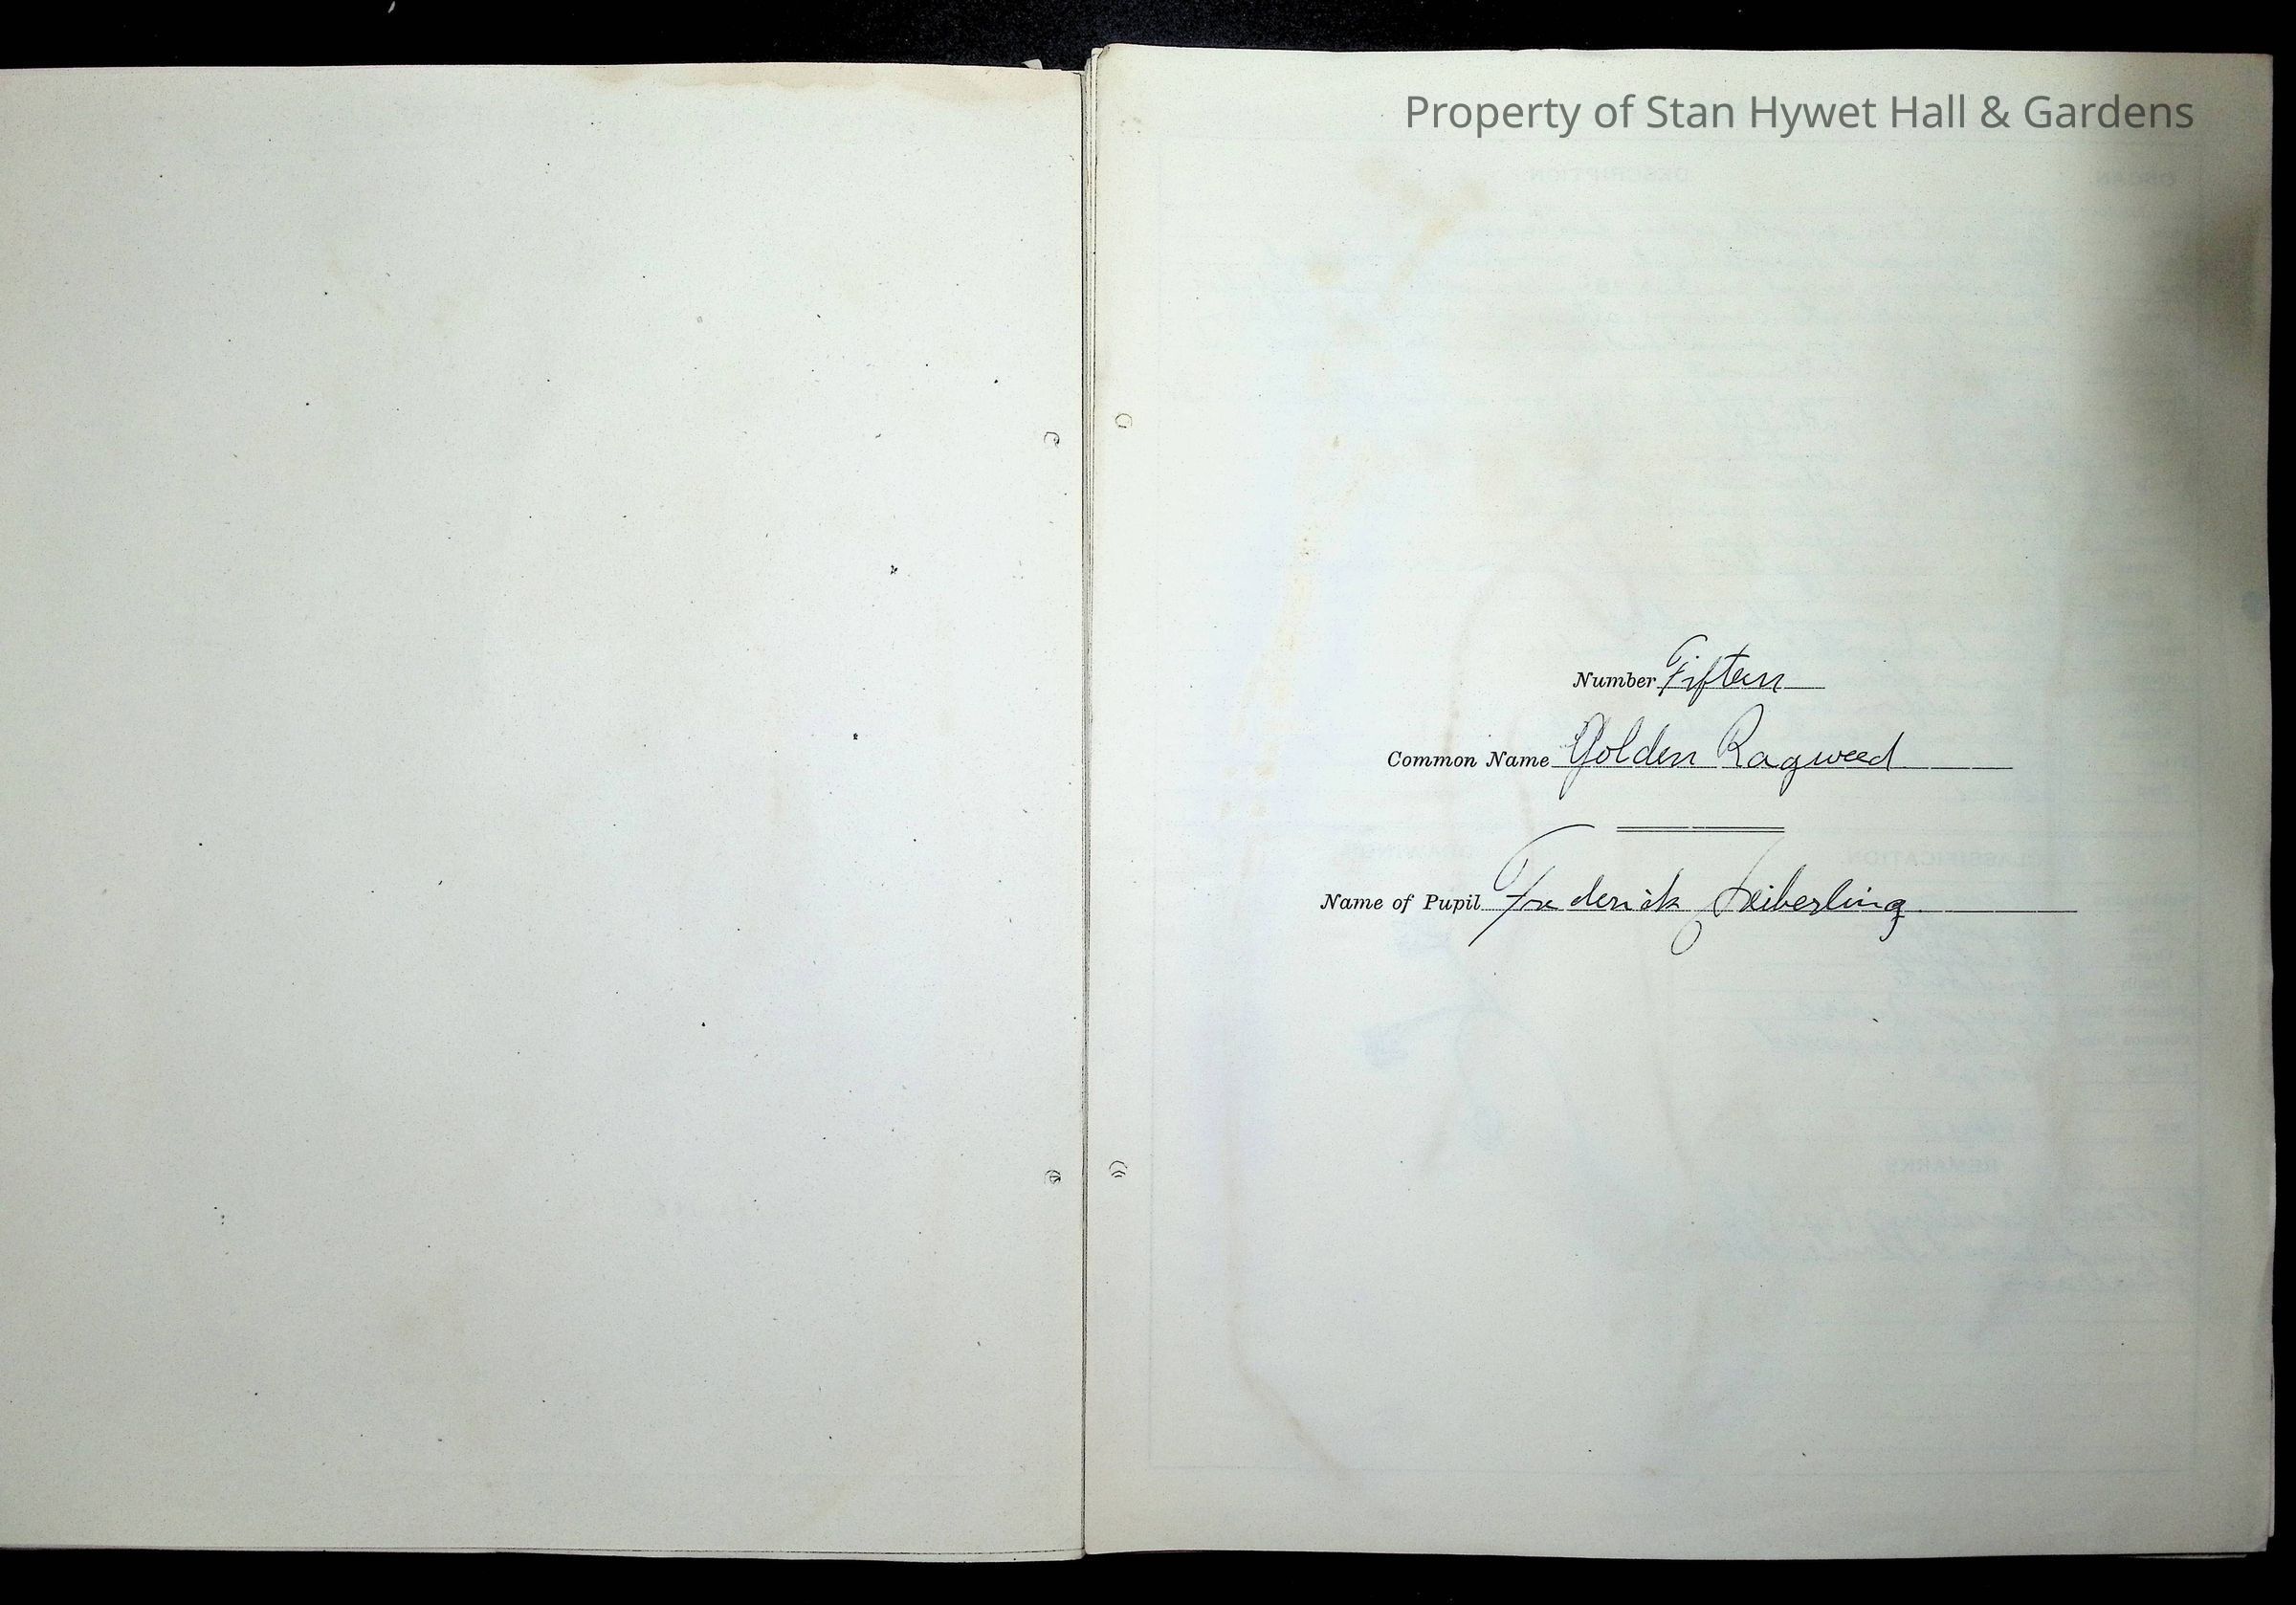 Property of Stan Hywet Hall & Gardens
Number Fifteen
Common Name Golden Ragweed
Name of Pupil Frederick Seiberling